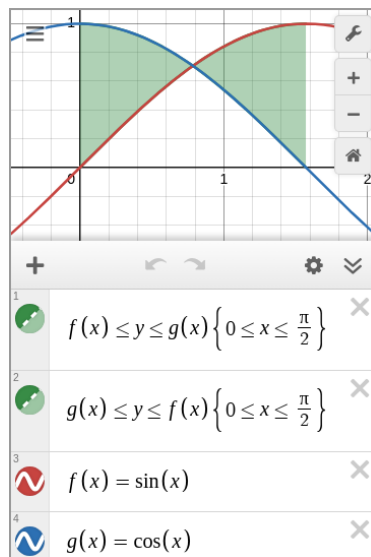 1
0 1 2
1
f(x) ≤ y ≤ g(x) {0 ≤ x ≤ π/2}
2
g(x) ≤ y ≤ f(x) {0 ≤ x ≤ π/2}
3
f(x) = sin(x)
4
g(x) = cos(x)